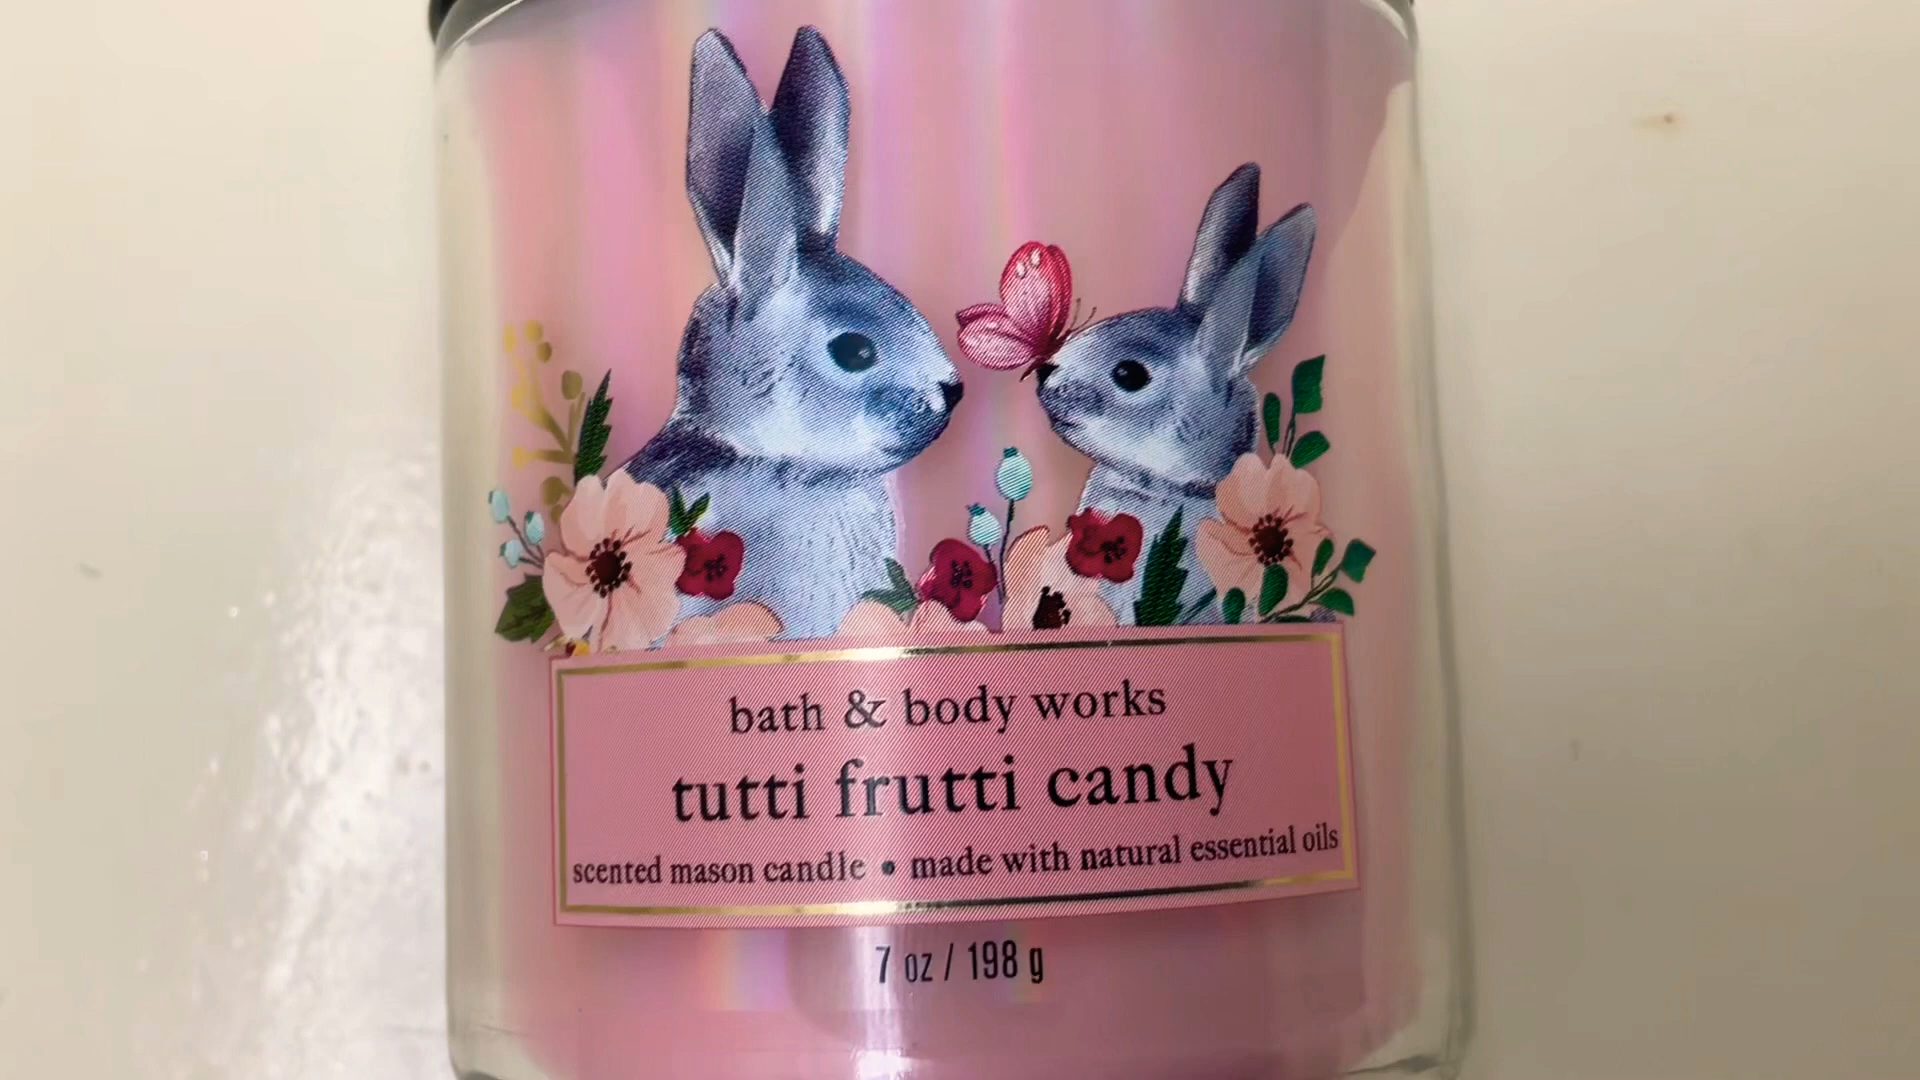 bath & body works
tutti frutti candy
scented mason candle • made with natural essential oils
7 oz / 198 g